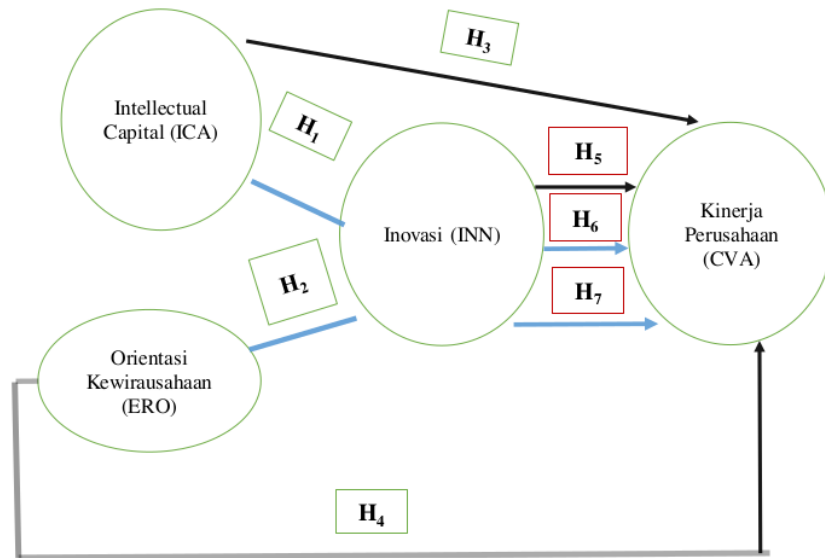 H₃
Intellectual
Capital (ICA)
H₁
H₅
Inovasi (INN)
H₆
Kinerja
Perusahaan
(CVA)
H₂
H₇
Orientasi
Kewirausahaan
(ERO)
H₄